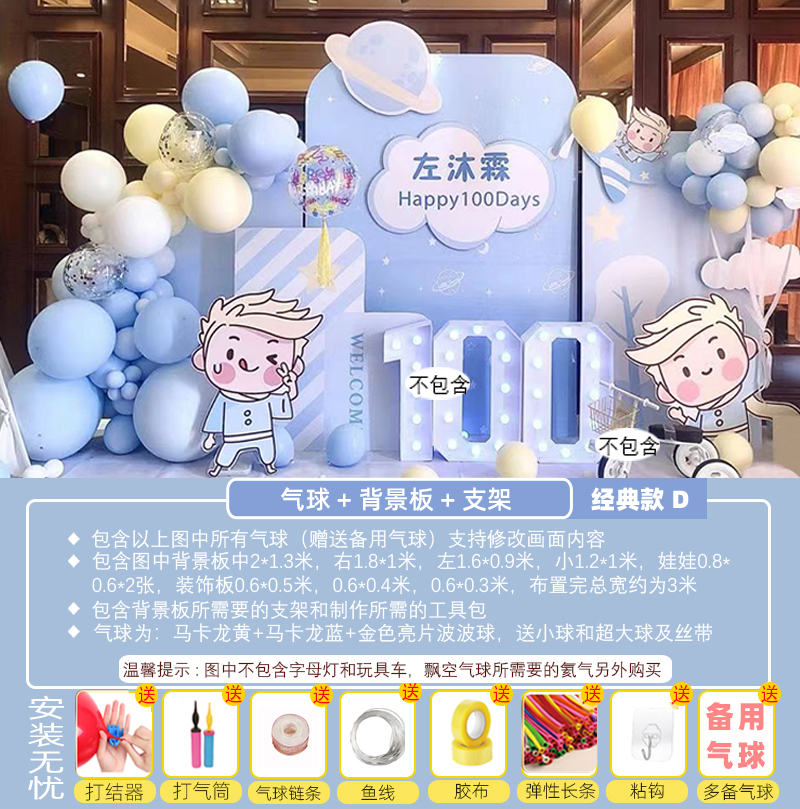 左沐霖
Happy100Days
WELCOM
100
不包含
不包含
气球 + 背景板 + 支架
经典款 D
◆ 包含以上图中所有气球（赠送备用气球）支持修改画面内容
◆ 包含图中背景板中2*1.3米，右1.8*1米，左1.6*0.9米，小1.2*1米，娃娃0.8*
0.6*2张，装饰板0.6*0.5米，0.6*0.4米，0.6*0.3米，布置完总宽约为3米
◆ 包含背景板所需要的支架和制作所需的工具包
◆ 气球为：马卡龙黄+马卡龙蓝+金色亮片波波球，送小球和超大球及丝带
温馨提示 : 图中不包含字母灯和玩具车，飘空气球所需要的氦气另外购买
安装无忧
送
送
送
送
送
送
送
送
备用
气球
打结器
打气筒
气球链条
鱼线
胶布
弹性长条
粘钩
多备气球